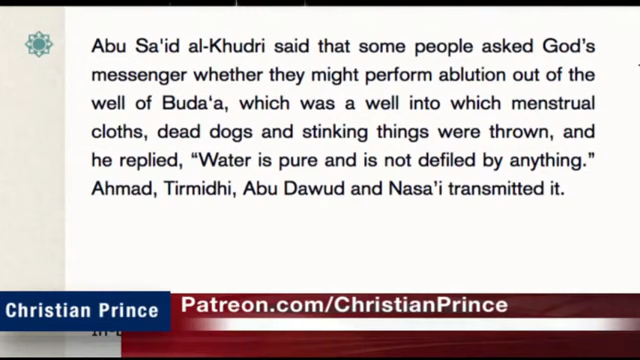 Abu Sa'id al-Khudri said that some people asked God's
messenger whether they might perform ablution out of the
well of Buda‘a, which was a well into which menstrual
cloths, dead dogs and stinking things were thrown, and
he replied, “Water is pure and is not defiled by anything.”
Ahmad, Tirmidhi, Abu Dawud and Nasa’i transmitted it.
Christian Prince
Patreon.com/ChristianPrince